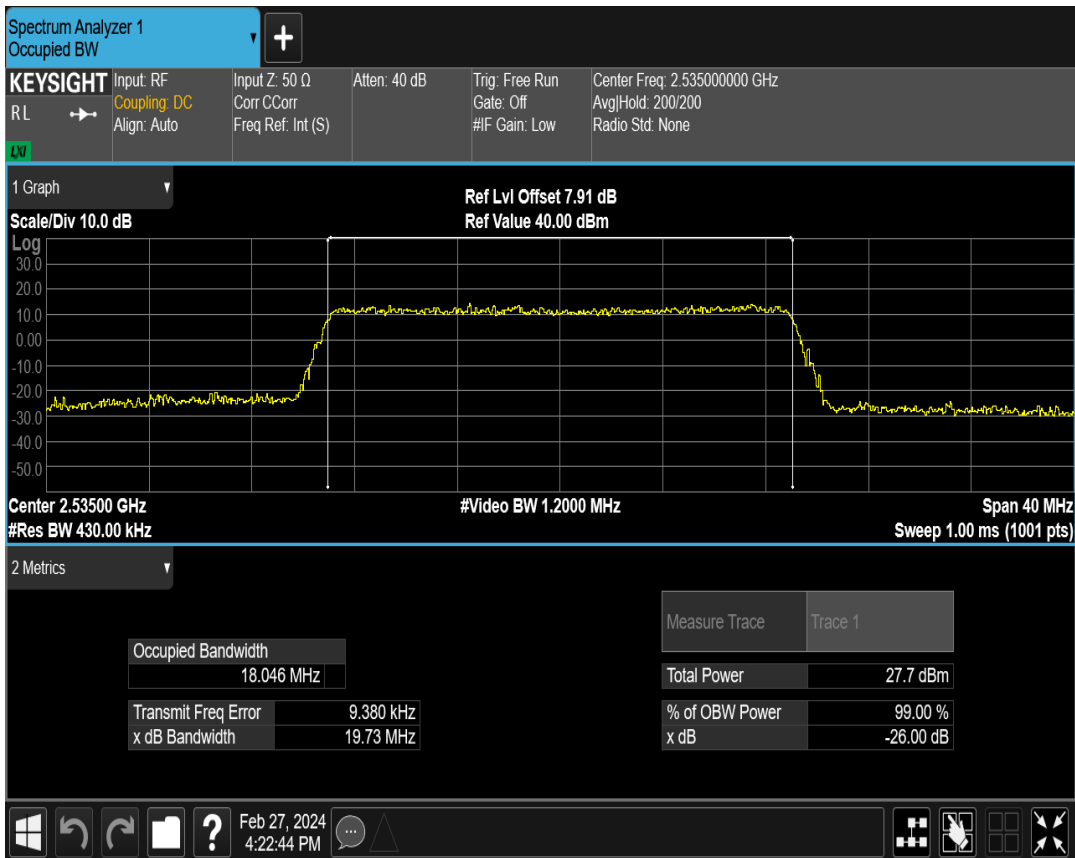 Spectrum Analyzer 1
Occupied BW
KEYSIGHT
RL
LXI
Input: RF
Coupling: DC
Align: Auto
Input Z: 50 Ω
Corr CCorr
Freq Ref: Int (S)
Atten: 40 dB
Trig: Free Run
Gate: Off
#IF Gain: Low
Center Freq: 2.535000000 GHz
Avg|Hold: 200/200
Radio Std: None
1 Graph
Scale/Div 10.0 dB
Ref Lvl Offset 7.91 dB
Ref Value 40.00 dBm
Log
30.0
20.0
10.0
0.00
-10.0
-20.0
-30.0
-40.0
-50.0
Center 2.53500 GHz
#Video BW 1.2000 MHz
Span 40 MHz
#Res BW 430.00 kHz
Sweep 1.00 ms (1001 pts)
2 Metrics
Measure Trace Trace 1
Occupied Bandwidth
18.046 MHz
Total Power 27.7 dBm
Transmit Freq Error 9.380 kHz
% of OBW Power 99.00 %
x dB Bandwidth 19.73 MHz
x dB -26.00 dB
?
Feb 27, 2024
4:22:44 PM